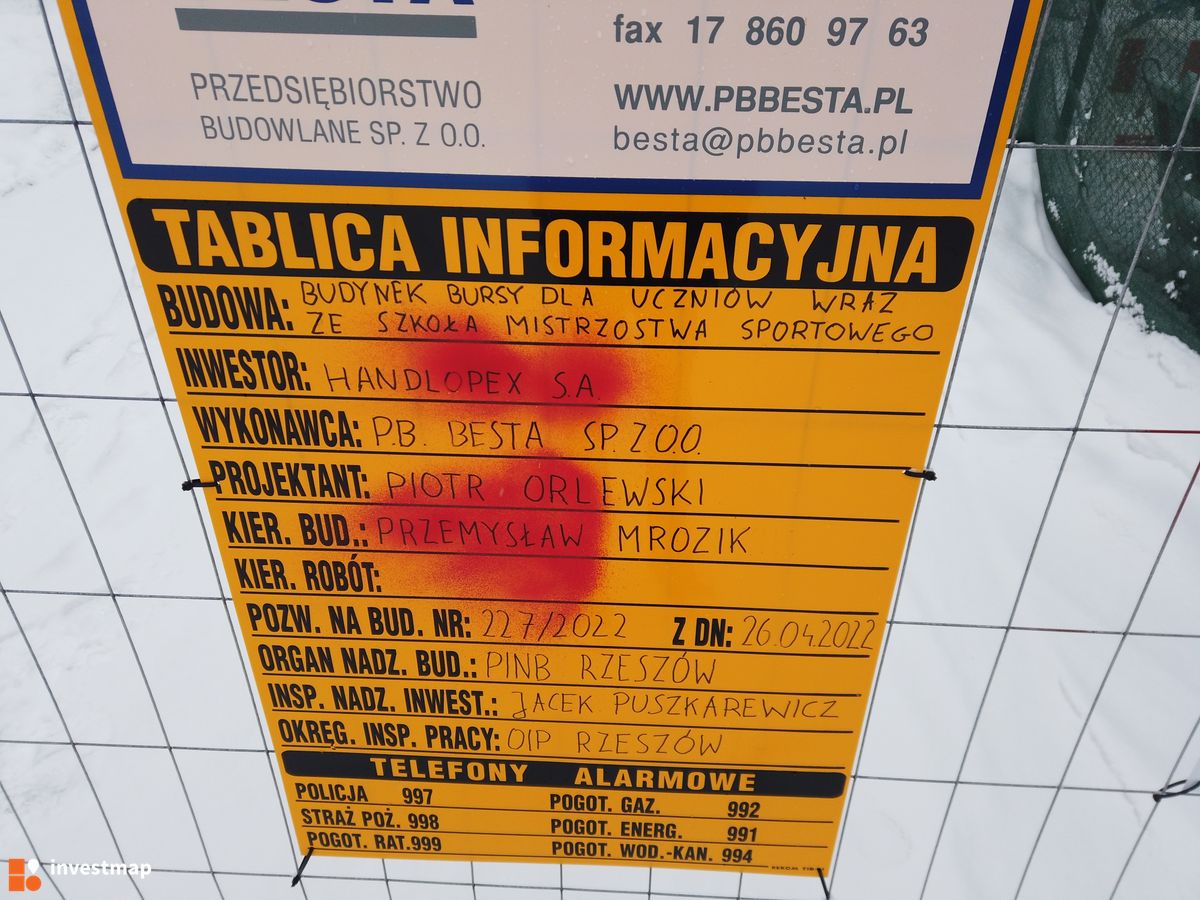 fax 17 860 97 63
PRZEDSIĘBIORSTWO
BUDOWLANE SP. Z O.O.
WWW.PBBESTA.PL
besta@pbbesta.pl
TABLICA INFORMACYJNA
BUDOWA: BUDYNEK BURSY DLA UCZNIÓW WRAZ
ZE SZKOŁA MISTRZOSTWA SPORTOWEGO
INWESTOR: HANDLOPEX S.A.
WYKONAWCA: P.B. BESTA SP. Z O.O.
PROJEKTANT: PIOTR ORLEWSKI
KIER. BUD.: PRZEMYSŁAW MROZIK
KIER. ROBÓT:
POZW. NA BUD. NR: 227/2022 Z DN: 26.04.2022
ORGAN NADZ. BUD.: PINB RZESZÓW
INSP. NADZ. INWEST.: JACEK PUSZKAREWICZ
OKRĘG. INSP. PRACY: OIP RZESZÓW
TELEFONY ALARMOWE
POLICJA 997 POGOT. GAZ. 992
STRAŻ POŻ. 998 POGOT. ENERG. 991
POGOT. RAT. 999 POGOT. WOD.-KAN. 994
investmap